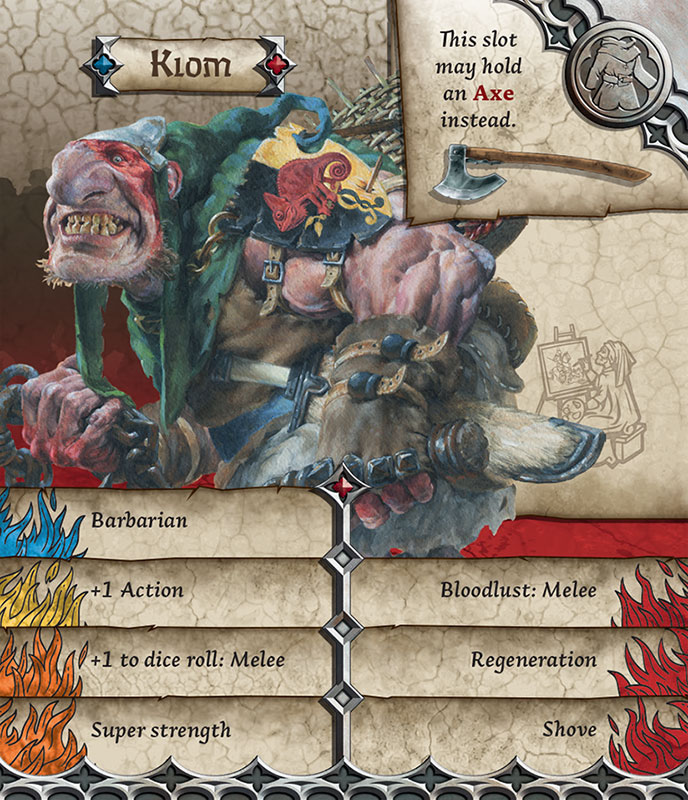 Klom
This slot
may hold
an Axe
instead.
Barbarian
+1 Action
Bloodlust: Melee
+1 to dice roll: Melee
Regeneration
Super strength
Shove